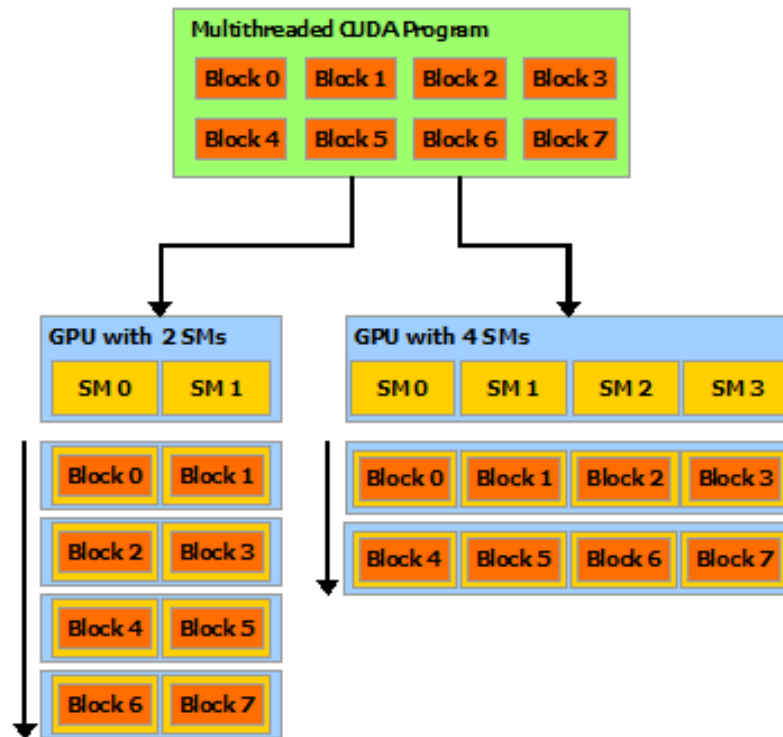 Multithreaded CUDA Program
Block 0 Block 1 Block 2 Block 3
Block 4 Block 5 Block 6 Block 7
GPU with 2 SMs
SM 0 SM 1
Block 0 Block 1
Block 2 Block 3
Block 4 Block 5
Block 6 Block 7
GPU with 4 SMs
SM 0 SM 1 SM 2 SM 3
Block 0 Block 1 Block 2 Block 3
Block 4 Block 5 Block 6 Block 7